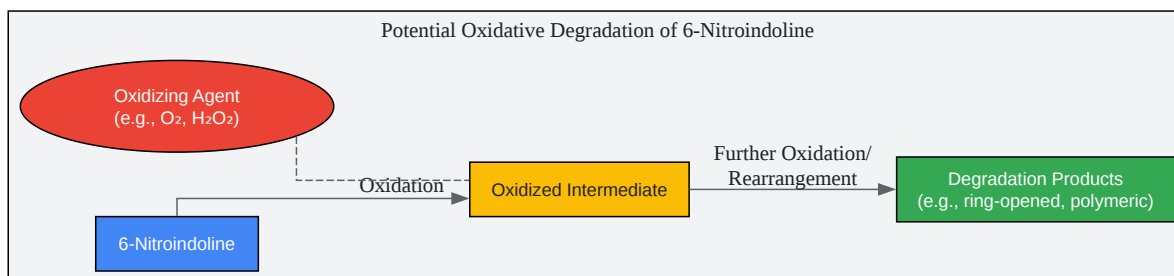 Potential Oxidative Degradation of 6-Nitroindoline
Oxidizing Agent
(e.g., O₂, H₂O₂)
Oxidation
6-Nitroindoline
Oxidized Intermediate
Further Oxidation/
Rearrangement
Degradation Products
(e.g., ring-opened, polymeric)